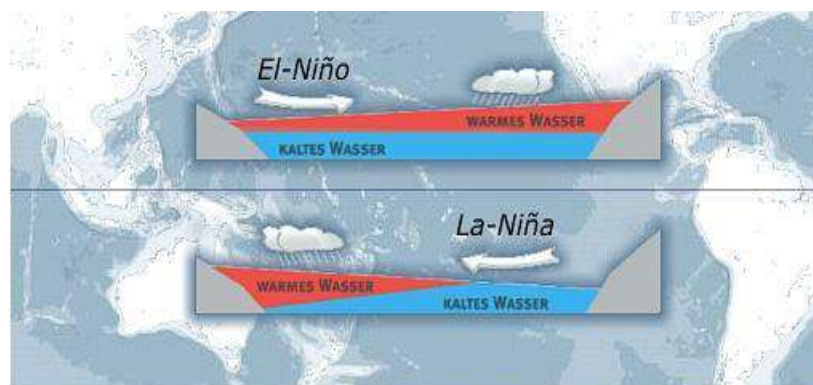 El-Niño
WARMES WASSER
KALTES WASSER
La-Niña
WARMES WASSER
KALTES WASSER